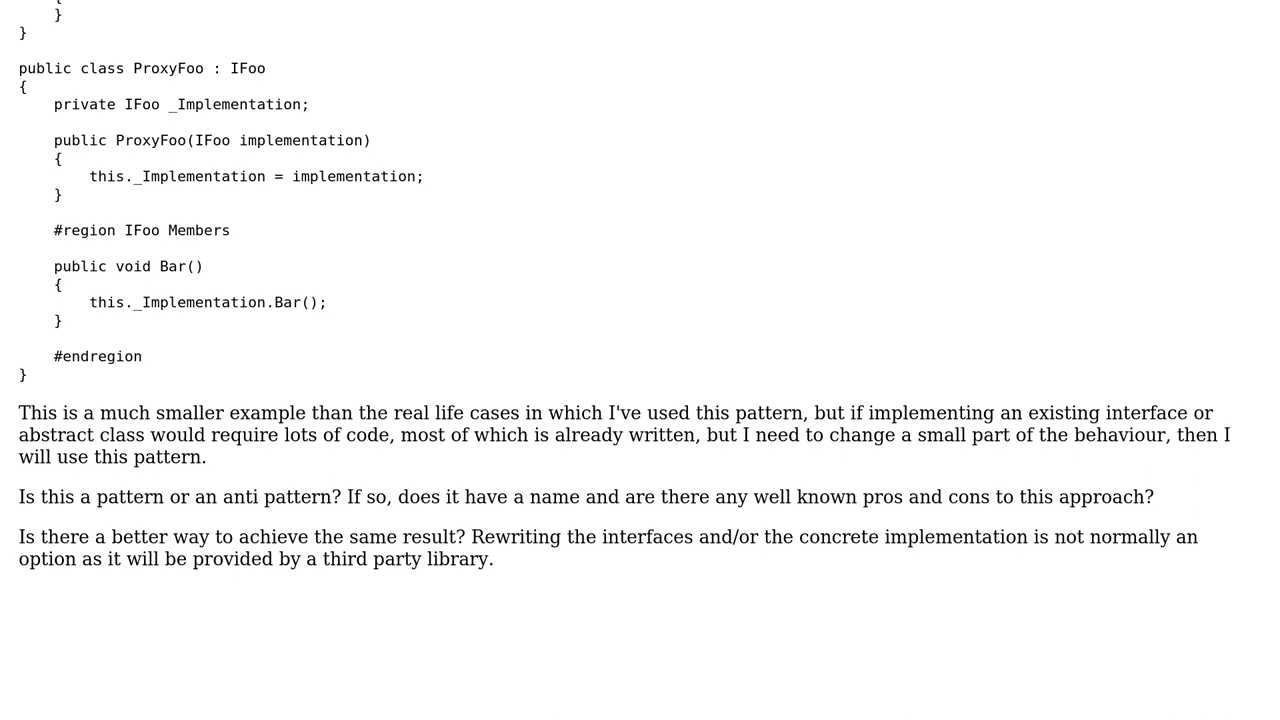 }
}
public class ProxyFoo : IFoo
{
    private IFoo _Implementation;
    public ProxyFoo(IFoo implementation)
    {
        this._Implementation = implementation;
    }
    #region IFoo Members
    public void Bar()
    {
        this._Implementation.Bar();
    }
    #endregion
}
This is a much smaller example than the real life cases in which I've used this pattern, but if implementing an existing interface or
abstract class would require lots of code, most of which is already written, but I need to change a small part of the behaviour, then I
will use this pattern.
Is this a pattern or an anti pattern? If so, does it have a name and are there any well known pros and cons to this approach?
Is there a better way to achieve the same result? Rewriting the interfaces and/or the concrete implementation is not normally an
option as it will be provided by a third party library.